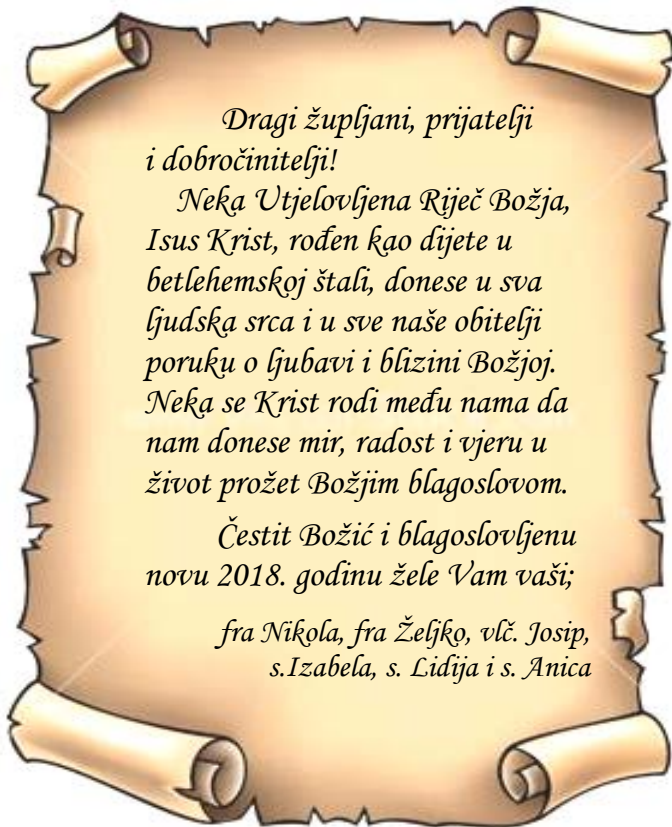 Dragi župljani, prijatelji
i dobročinitelji!
Neka Utjelovljena Riječ Božja,
Isus Krist, rođen kao dijete u
betlehemskoj štali, donese u sva
ljudska srca i u sve naše obitelji
poruku o ljubavi i blizini Božjoj.
Neka se Krist rodi među nama da
nam donese mir, radost i vjeru u
život prožet Božjim blagoslovom.
Čestit Božić i blagoslovljenu
novu 2018. godinu žele Vam vaši;
fra Nikola, fra Željko, vlč. Josip,
s.Izabela, s. Lidija i s. Anica